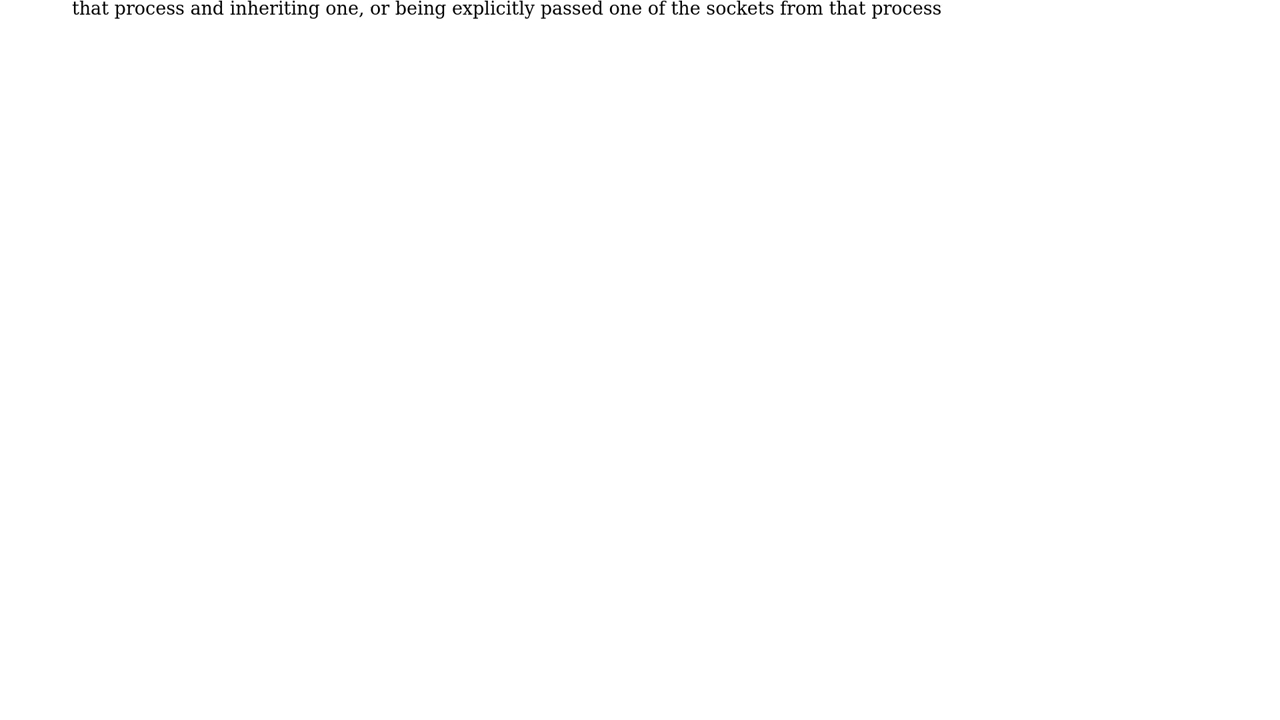 that process and inheriting one, or being explicitly passed one of the sockets from that process